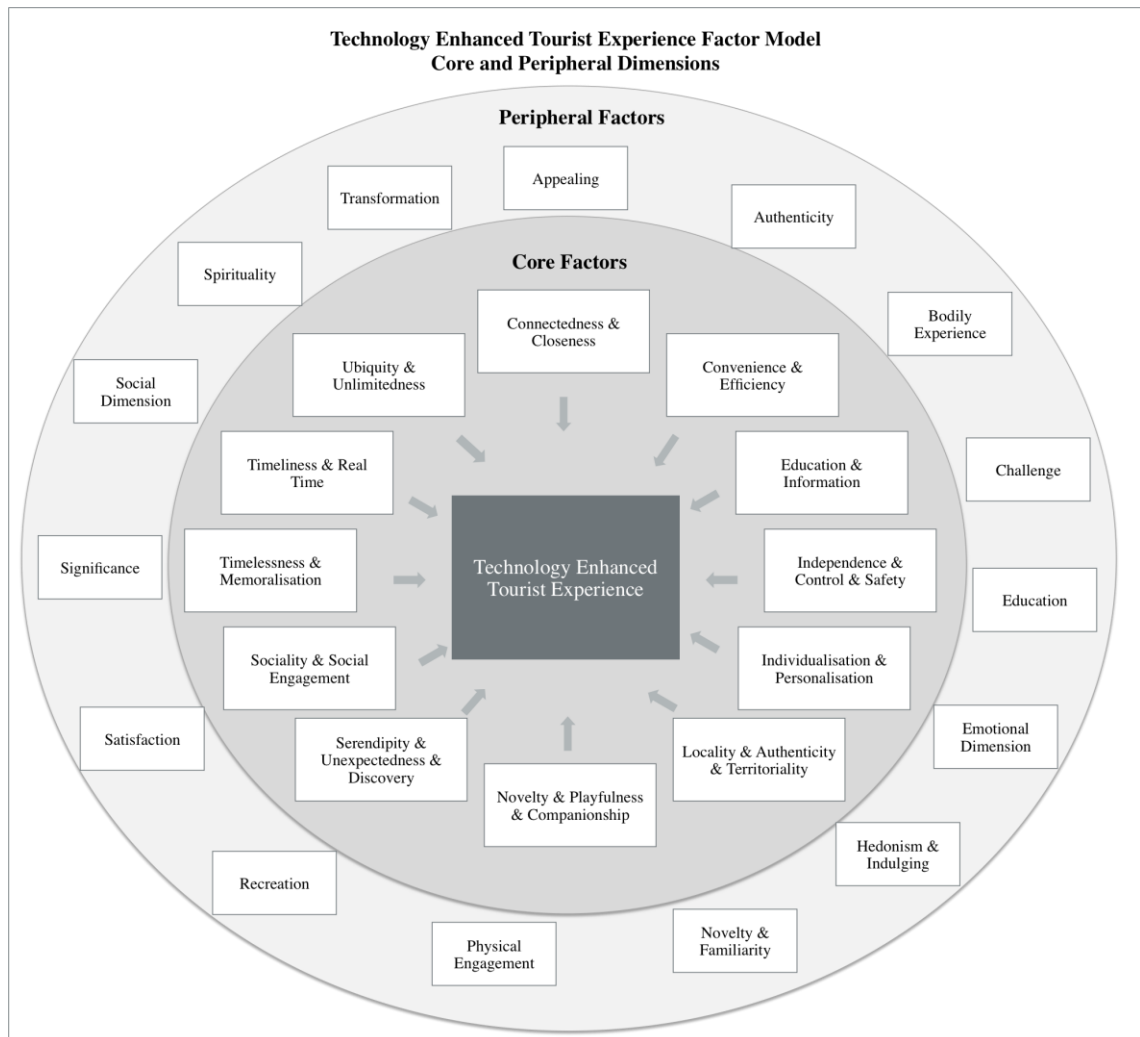 Technology Enhanced Tourist Experience Factor Model
Core and Peripheral Dimensions
Peripheral Factors
Appealing
Transformation
Authenticity
Spirituality
Bodily
Experience
Social
Dimension
Challenge
Significance
Education
Satisfaction
Emotional
Dimension
Recreation
Hedonism &
Indulging
Physical
Engagement
Novelty &
Familiarity
Core Factors
Connectedness &
Closeness
Ubiquity &
Unlimitedness
Convenience &
Efficiency
Timeliness & Real
Time
Education &
Information
Timelessness &
Memoralisation
Technology Enhanced
Tourist Experience
Independence &
Control & Safety
Sociality & Social
Engagement
Individualisation &
Personalisation
Serendipity &
Unexpectedness &
Discovery
Novelty & Playfulness
& Companionship
Locality & Authenticity
& Territoriality